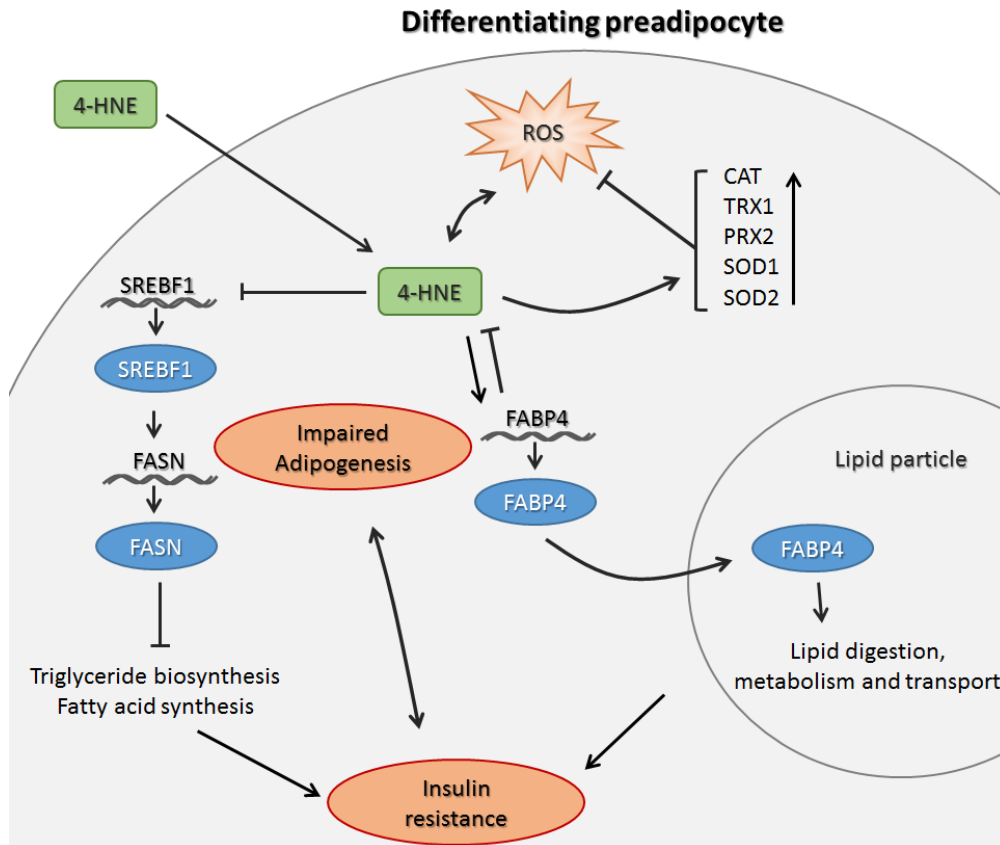 Differentiating preadipocyte
4-HNE
ROS
CAT
TRX1
PRX2
SOD1
SOD2
SREBF1
4-HNE
SREBF1
Impaired
Adipogenesis
FABP4
FASN
Lipid particle
FABP4
FASN
FABP4
Triglyceride biosynthesis
Fatty acid synthesis
Lipid digestion,
metabolism and transport
Insulin
resistance